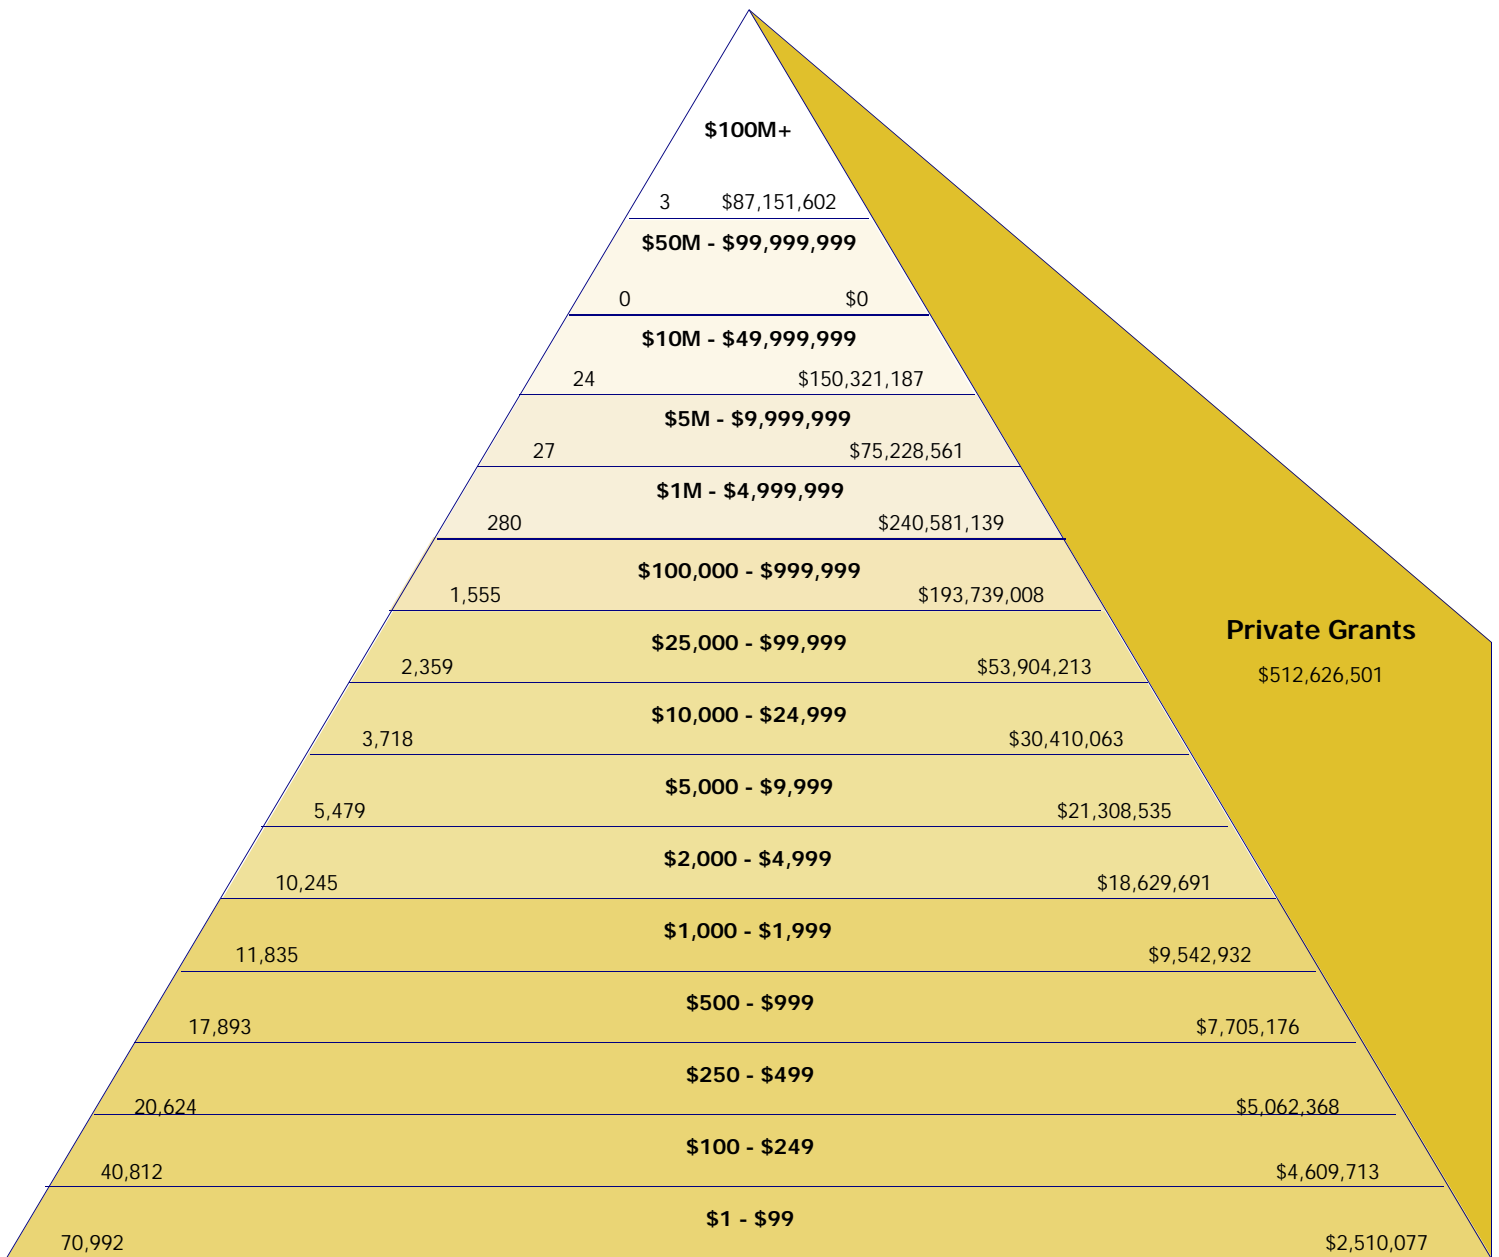 $100M+
3 $87,151,602
$50M - $99,999,999
0 $0
$10M - $49,999,999
24 $150,321,187
$5M - $9,999,999
27 $75,228,561
$1M - $4,999,999
280 $240,581,139
$100,000 - $999,999
1,555 $193,739,008
Private Grants
$25,000 - $99,999
2,359 $53,904,213
$512,626,501
$10,000 - $24,999
3,718 $30,410,063
$5,000 - $9,999
5,479 $21,308,535
$2,000 - $4,999
10,245 $18,629,691
$1,000 - $1,999
11,835 $9,542,932
$500 - $999
17,893 $7,705,176
$250 - $499
20,624 $5,062,368
$100 - $249
40,812 $4,609,713
$1 - $99
70,992 $2,510,077